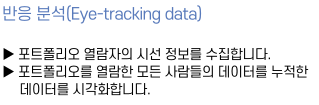 반응 분석(Eye-tracking data)
▶ 포트폴리오 열람자의 시선 정보를 수집합니다.
▶ 포트폴리오를 열람한 모든 사람들의 데이터를 누적한
데이터를 시각화합니다.